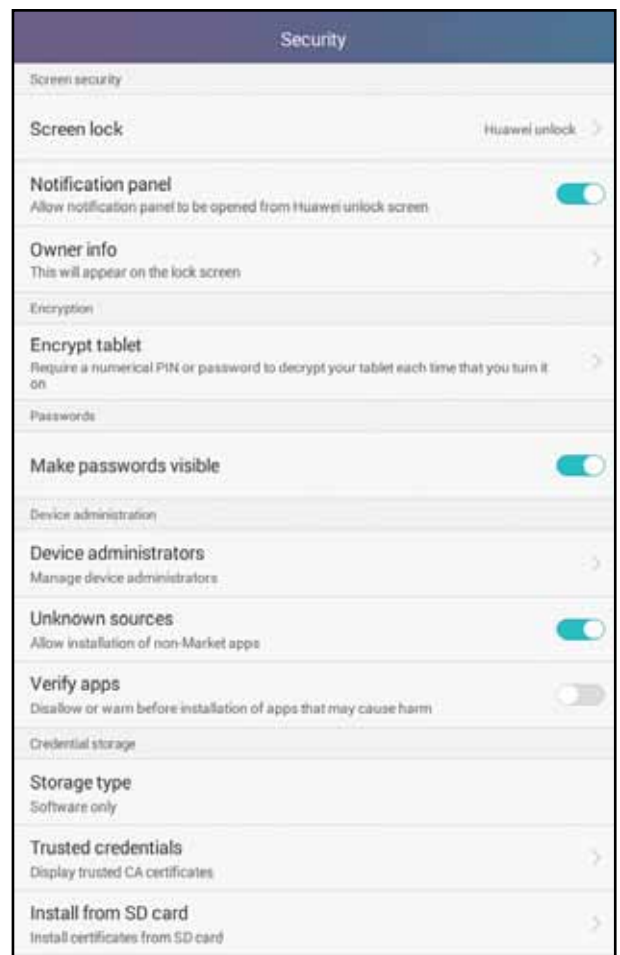 Security
Screen security
Screen lock
Huawei unlock
Notification panel
Allow notification panel to be opened from Huawei unlock screen
Owner info
This will appear on the lock screen
Encryption
Encrypt tablet
Require a numerical PIN or password to decrypt your tablet each time that you turn it
on
Passwords
Make passwords visible
Device administration
Device administrators
Manage device administrators
Unknown sources
Allow installation of non-Market apps
Verify apps
Disallow or warn before installation of apps that may cause harm
Credential storage
Storage type
Software only
Trusted credentials
Display trusted CA certificates
Install from SD card
Install certificates from SD card